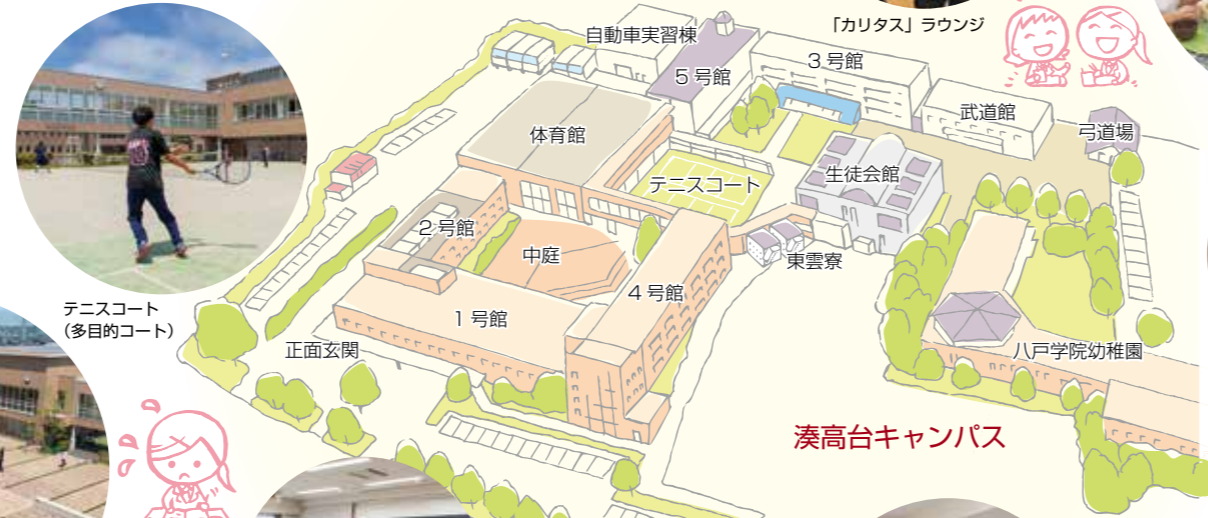 「カリタス」ラウンジ
自動車実習棟
5号館
3号館
武道館
弓道場
体育館
テニスコート
生徒会館
2号館
中庭
東雲寮
4号館
1号館
テニスコート
（多目的コート）
正面玄関
八戸学院幼稚園
湊高台キャンパス